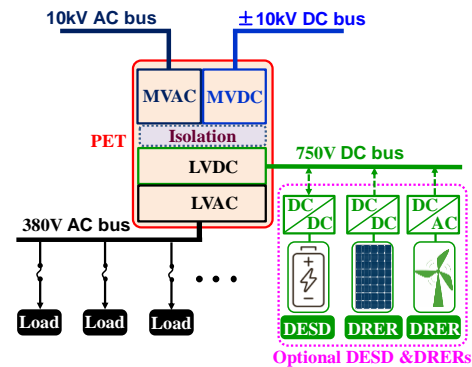 10kV AC bus
±10kV DC bus
MVAC
MVDC
PET
Isolation
LVDC
750V DC bus
LVAC
380V AC bus
DC
DC
DC
DC
DC
AC
Load
Load
Load
DESD
DRER
DRER
Optional DESD &DRERs